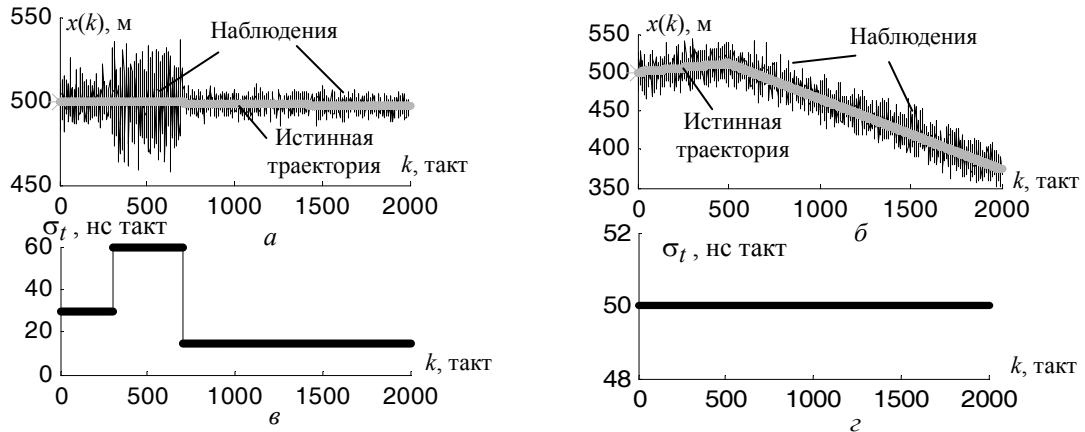 550
x(k), м
Наблюдения
500
Истинная
траектория
k, такт
450
0 500 1000 1500 2000
а
550
x(k), м
Наблюдения
500
450
Истинная
траектория
400
350
k, такт
0 500 1000 1500 2000
б
σt , нс такт
60
40
20
0
k, такт
0 500 1000 1500 2000
в
52
σt , нс такт
50
48
k, такт
0 500 1000 1500 2000
г